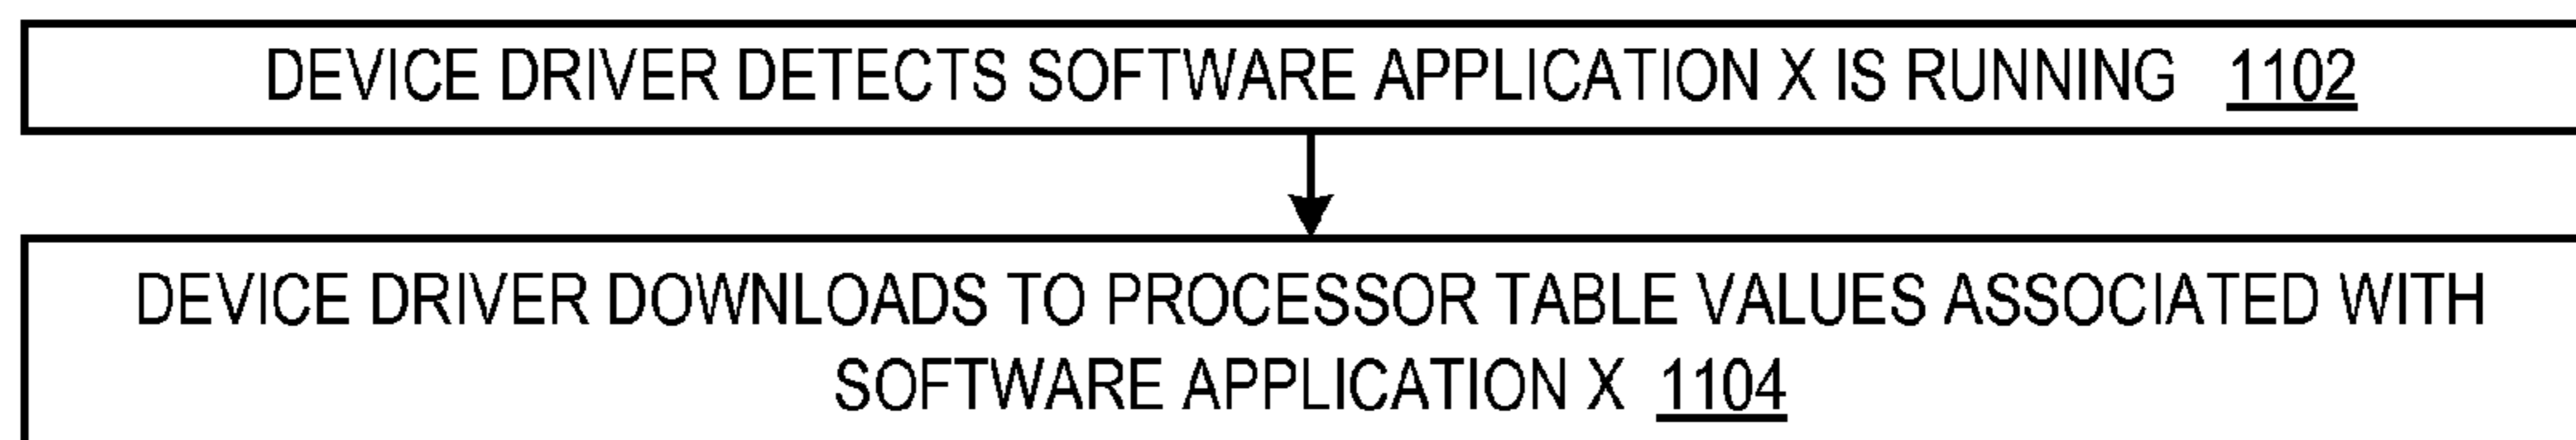 DEVICE DRIVER DETECTS SOFTWARE APPLICATION X IS RUNNING 1102
DEVICE DRIVER DOWNLOADS TO PROCESSOR TABLE VALUES ASSOCIATED WITH
SOFTWARE APPLICATION X 1104